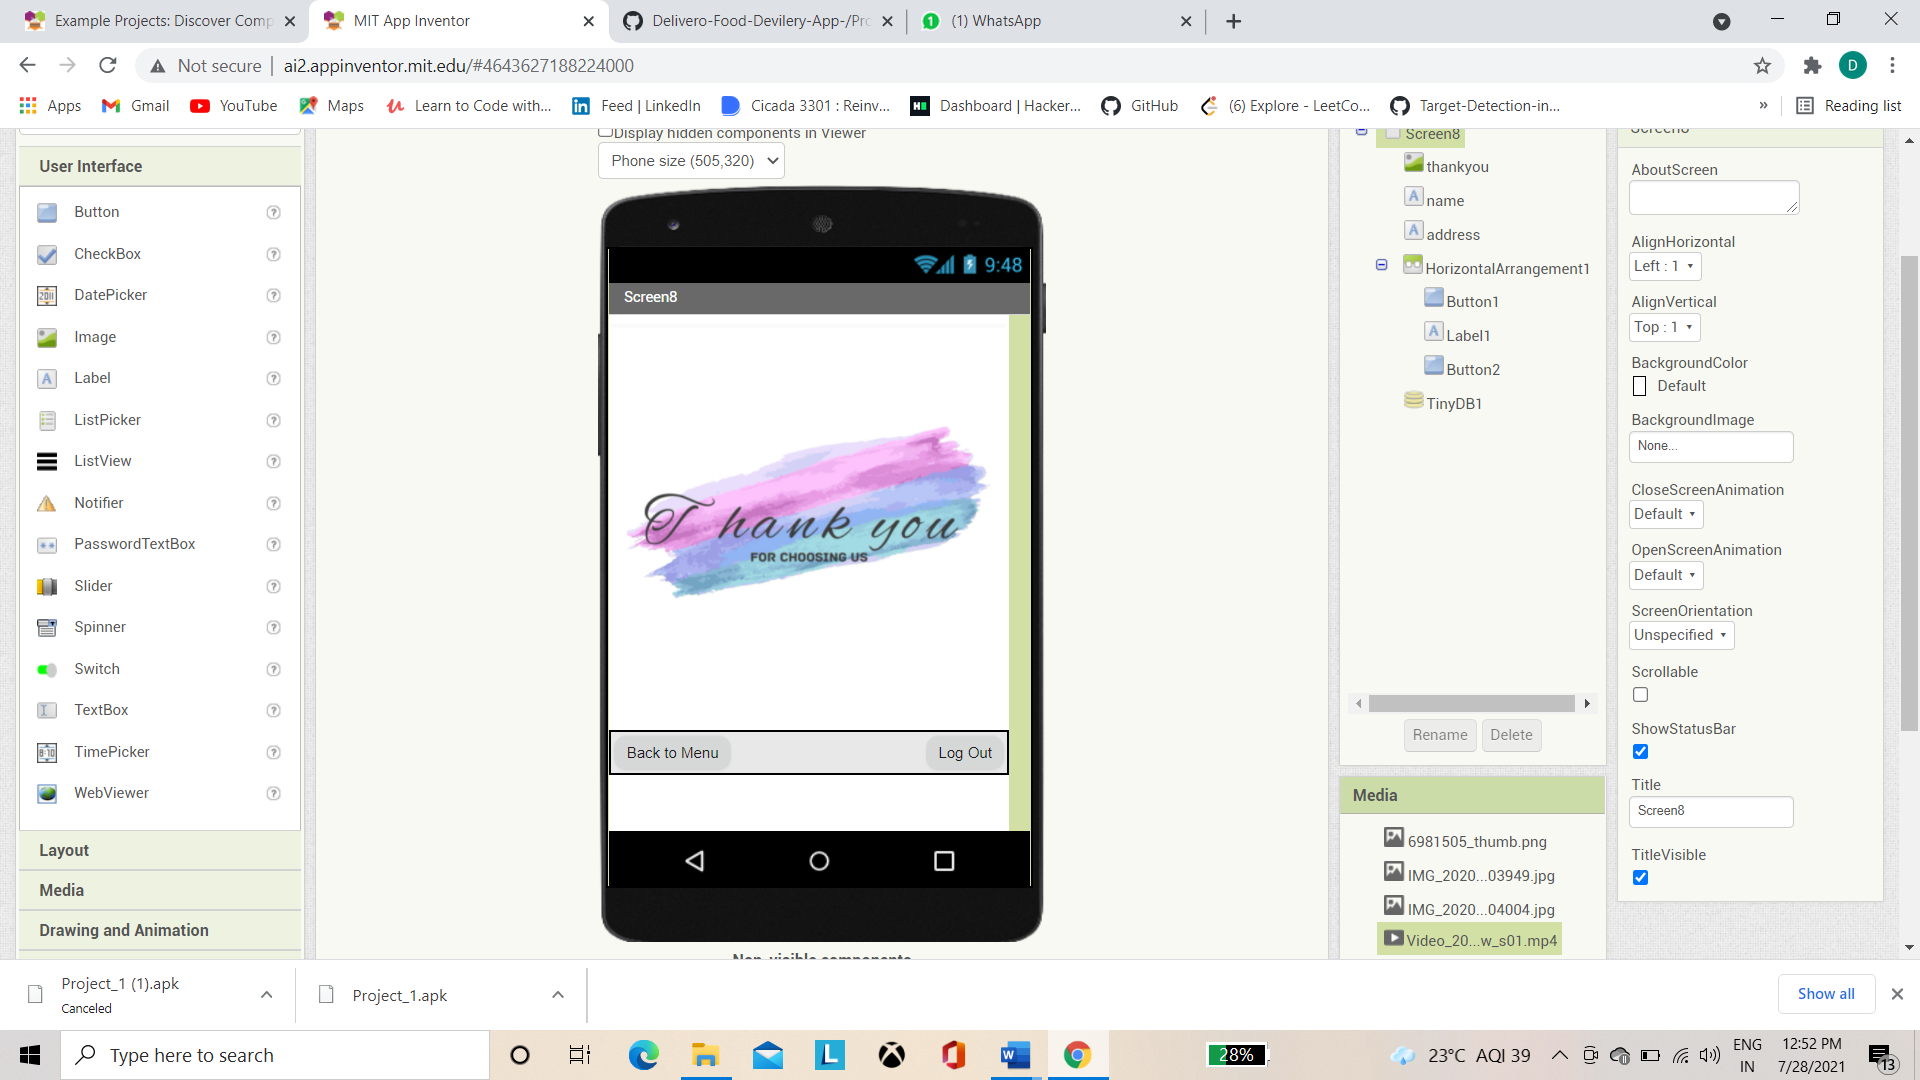 Example Projects: Discover Comp
MIT App Inventor
Delivero-Food-Devilery-App-/Pro
(1) WhatsApp
Not secure
ai2.appinventor.mit.edu/#4643627188224000
D
Apps
Gmail
YouTube
Maps
Learn to Code with...
Feed | LinkedIn
Cicada 3301 : Reinv...
Dashboard | Hacker...
GitHub
(6) Explore - LeetCo...
Target-Detection-in...
»
Reading list
User Interface
Button
CheckBox
DatePicker
Image
Label
ListPicker
ListView
Notifier
PasswordTextBox
Slider
Spinner
Switch
TextBox
TimePicker
WebViewer
Layout
Media
Drawing and Animation
Display hidden components in Viewer
Phone size (505,320)
9:48
Screen8
Thank you
FOR CHOOSING US
Back to Menu
Log Out
Non-visible components
Screen8
thankyou
name
address
HorizontalArrangement1
Button1
Label1
Button2
TinyDB1
Rename
Delete
Media
6981505_thumb.png
IMG_2020...03949.jpg
IMG_2020...04004.jpg
Video_20...w_s01.mp4
Screen8
AboutScreen
AlignHorizontal
Left : 1
AlignVertical
Top : 1
BackgroundColor
Default
BackgroundImage
None...
CloseScreenAnimation
Default
OpenScreenAnimation
Default
ScreenOrientation
Unspecified
Scrollable
ShowStatusBar
Title
Screen8
TitleVisible
Project_1 (1).apk
Canceled
Project_1.apk
Show all
Type here to search
28%
23°C AQI 39
ENG
IN
12:52 PM
7/28/2021
13